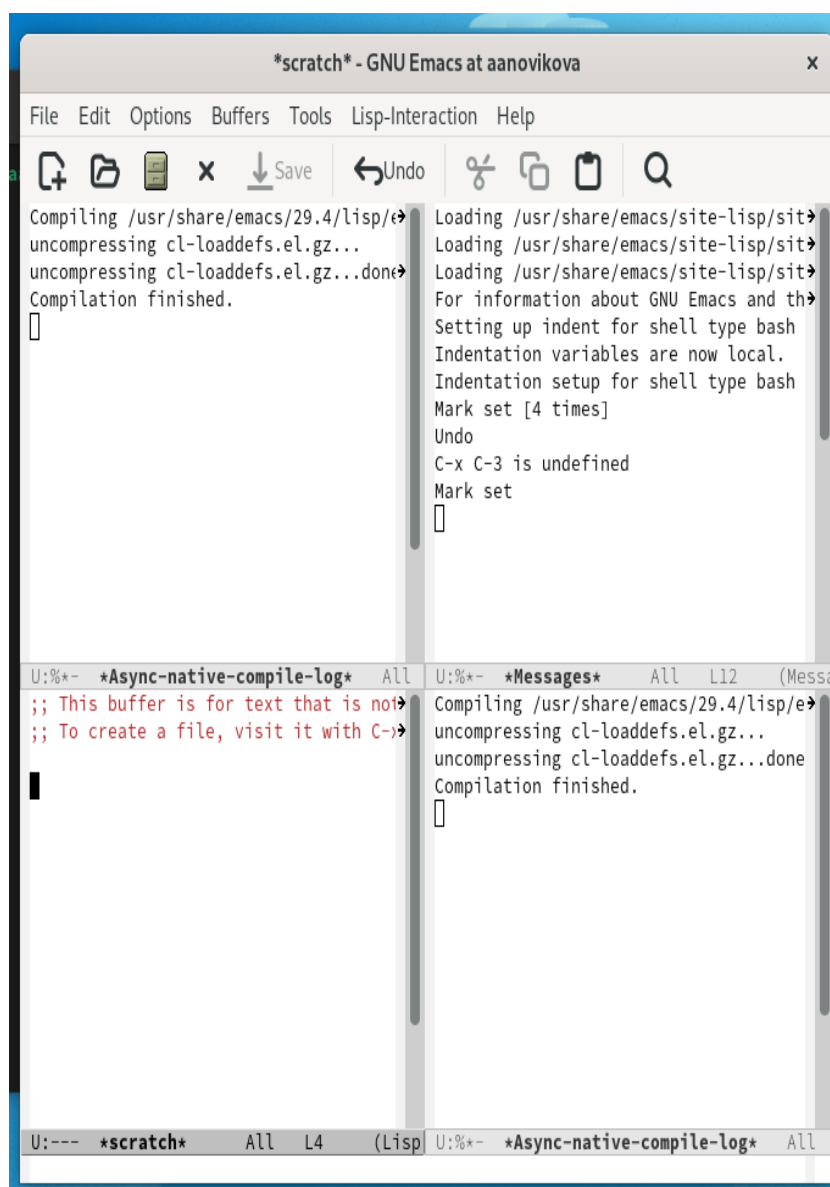 *scratch* - GNU Emacs at aanovikova
File Edit Options Buffers Tools Lisp-Interaction Help
Save Undo
Compiling /usr/share/emacs/29.4/lisp/e
uncompressing cl-loaddefs.el.gz...
uncompressing cl-loaddefs.el.gz...done
Compilation finished.
U:%*- *Async-native-compile-log* All
Loading /usr/share/emacs/site-lisp/sit
Loading /usr/share/emacs/site-lisp/sit
Loading /usr/share/emacs/site-lisp/sit
For information about GNU Emacs and th
Setting up indent for shell type bash
Indentation variables are now local.
Indentation setup for shell type bash
Mark set [4 times]
Undo
C-x C-3 is undefined
Mark set
U:%*- *Messages* All L12 (Messa
;; This buffer is for text that is not
;; To create a file, visit it with C-x
U:--- *scratch* All L4 (Lisp
Compiling /usr/share/emacs/29.4/lisp/e
uncompressing cl-loaddefs.el.gz...
uncompressing cl-loaddefs.el.gz...done
Compilation finished.
U:%*- *Async-native-compile-log* All